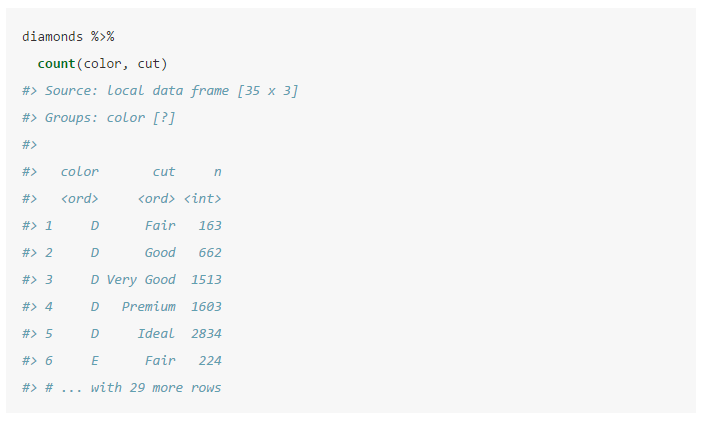 diamonds %>%
  count(color, cut)
#> Source: local data frame [35 x 3]
#> Groups: color [?]
#>
#>   color       cut     n
#>   <ord>     <ord> <int>
#> 1     D      Fair   163
#> 2     D      Good   662
#> 3     D Very Good  1513
#> 4     D   Premium  1603
#> 5     D     Ideal  2834
#> 6     E      Fair   224
#> # ... with 29 more rows